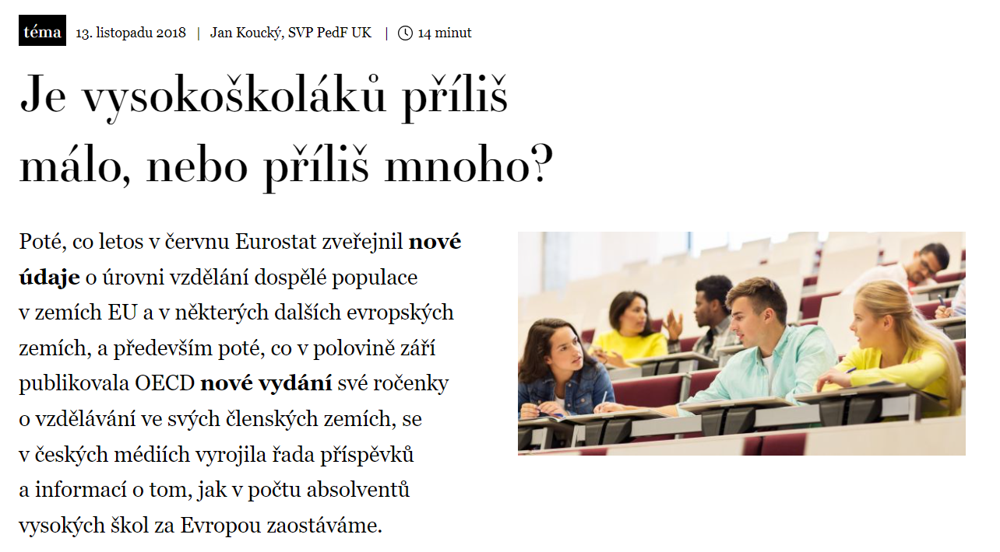 téma 13. listopadu 2018 | Jan Koucký, SVP PedF UK | 14 minut
Je vysokoškoláků příliš
málo, nebo příliš mnoho?
Poté, co letos v červnu Eurostat zveřejnil nové
údaje o úrovni vzdělání dospělé populace
v zemích EU a v některých dalších evropských
zemích, a především poté, co v polovině září
publikovala OECD nové vydání své ročenky
o vzdělávání ve svých členských zemích, se
v českých médiích vyrojila řada příspěvků
a informací o tom, jak v počtu absolventů
vysokých škol za Evropou zaostáváme.